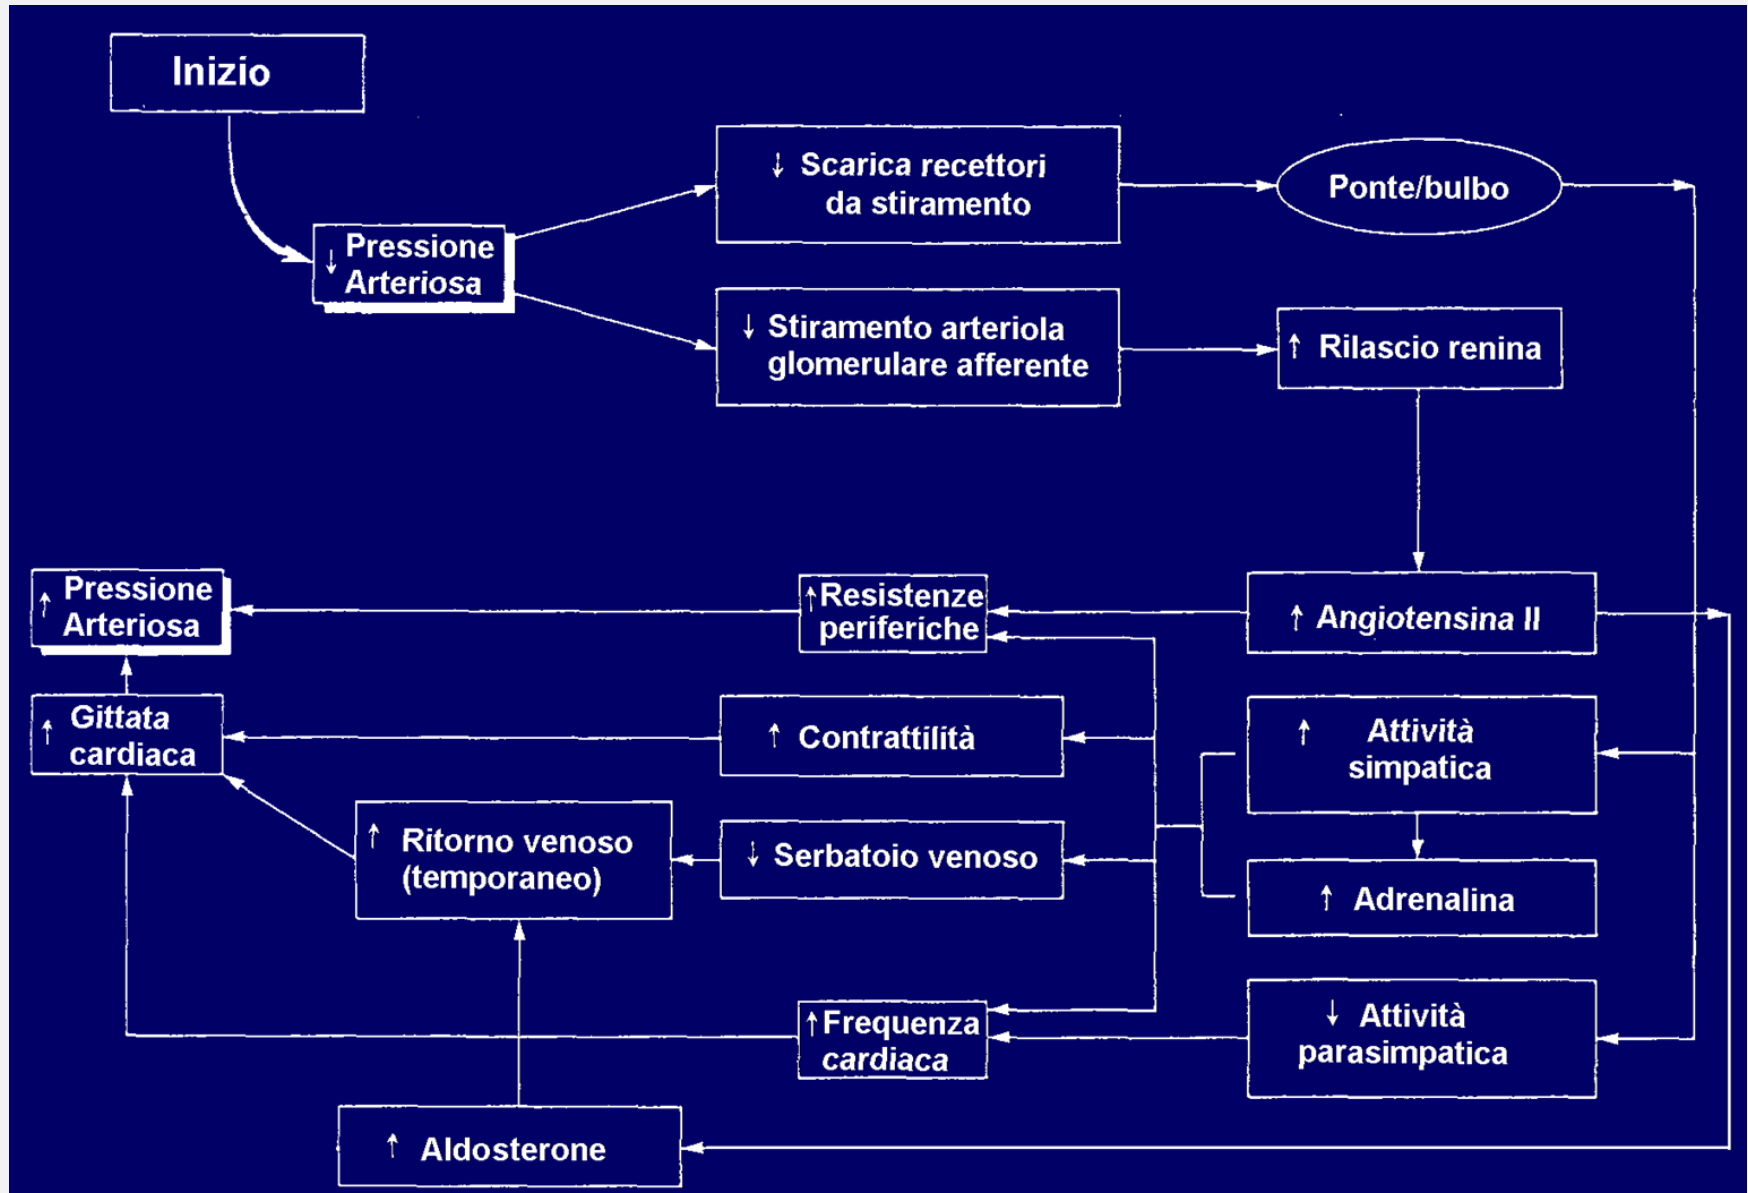 Inizio
↓ Scarica recettori
da stiramento
Ponte/bulbo
↓ Pressione
Arteriosa
↓ Stiramento arteriola
glomerulare afferente
↑ Rilascio renina
↑ Pressione
Arteriosa
↑ Resistenze
periferiche
↑ Angiotensina II
↑ Gittata
cardiaca
↑ Contrattilità
↑ Attività
simpatica
↑ Ritorno venoso
(temporaneo)
↓ Serbatoio venoso
↑ Adrenalina
↑ Frequenza
cardiaca
↓ Attività
parasimpatica
↑ Aldosterone